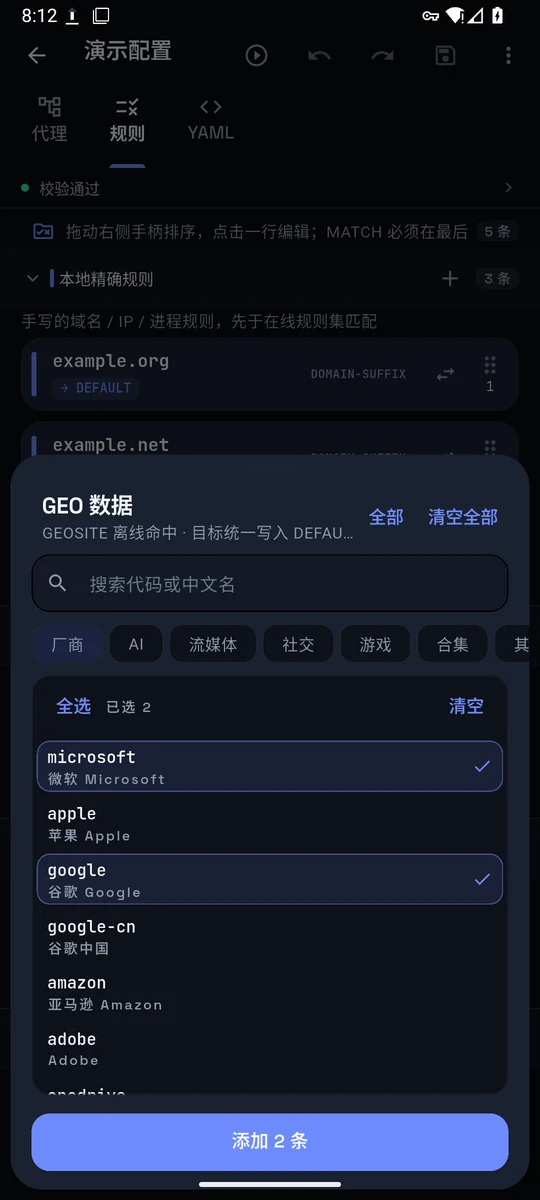 8:12
演示配置
代理
规则
YAML
校验通过
拖动右侧手柄排序，点击一行编辑；MATCH 必须在最后
5 条
本地精确规则
3 条
手写的域名 / IP / 进程规则，先于在线规则集匹配
example.org
→ DEFAULT
DOMAIN-SUFFIX
1
example.net
GEO 数据
GEOSITE 离线命中 · 目标统一写入 DEFAU…
全部
清空全部
搜索代码或中文名
厂商
AI
流媒体
社交
游戏
合集
其
全选
已选 2
清空
microsoft
微软 Microsoft
apple
苹果 Apple
google
谷歌 Google
google-cn
谷歌中国
amazon
亚马逊 Amazon
adobe
Adobe
添加 2 条